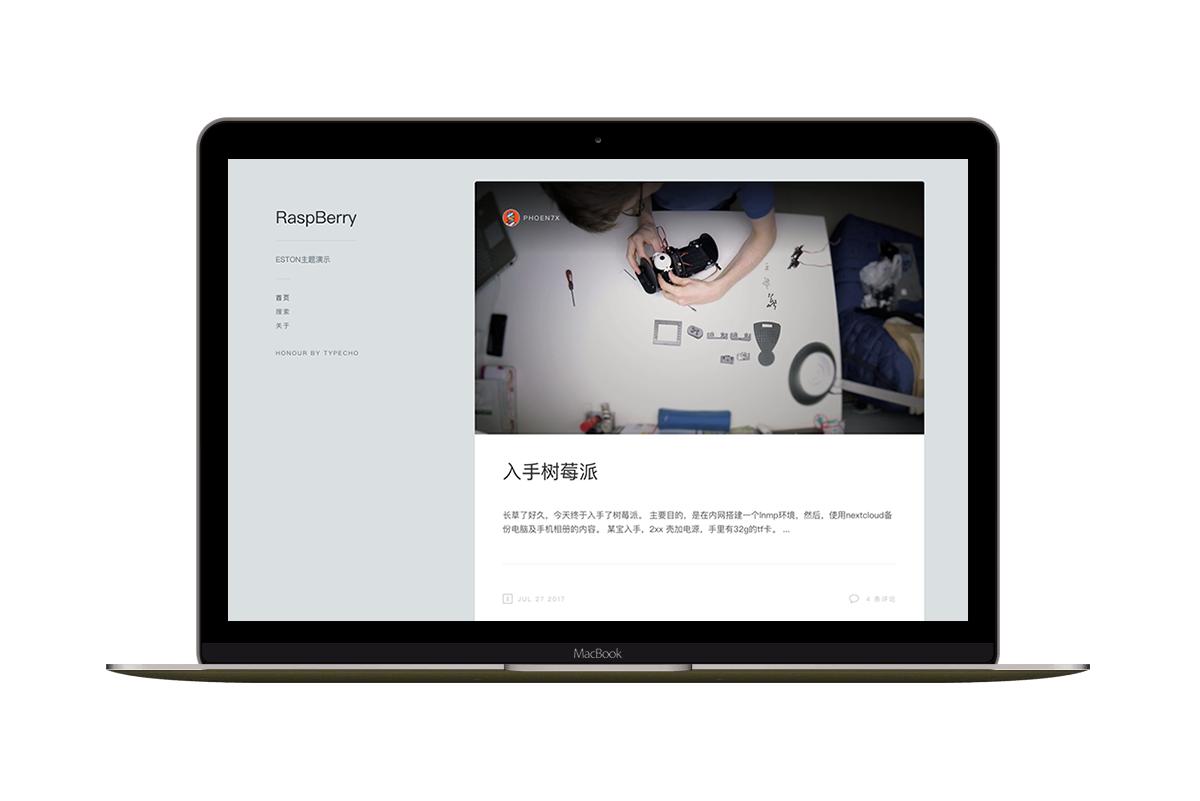 RaspBerry
ESTON主题演示
首页
搜索
关于
HONOUR BY TYPECHO
PHOEN7X
入手树莓派
长草了好久，今天终于入手了树莓派。 主要目的，是在内网搭建一个lnmp环境，然后，使用nextcloud备
份电脑及手机相册的内容。 某宝入手，2xx 壳加电源，手里有32g的tf卡。 ...
JUL 27 2017
4 条评论
MacBook